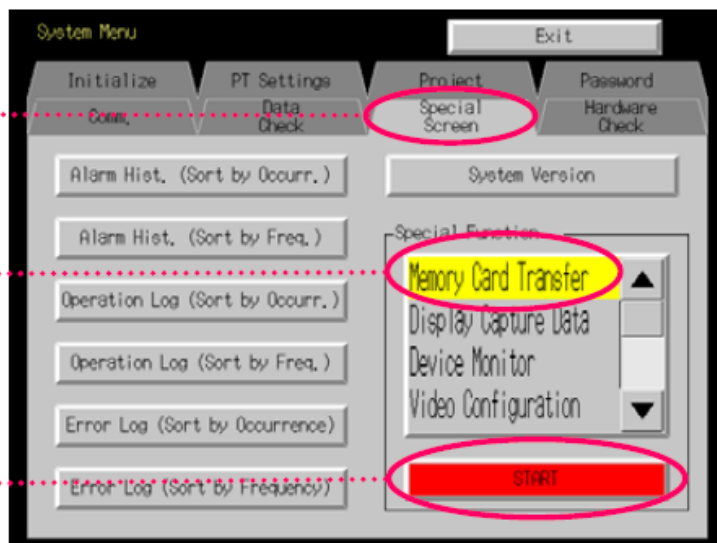 System Menu
Exit
Initialize
PT Settings
Project
Password
Comm.
Data
Check
Special
Screen
Hardware
Check
Alarm Hist. (Sort by Occurr.)
System Version
Alarm Hist. (Sort by Freq.)
Special Function
Memory Card Transfer
Operation Log (Sort by Occurr.)
Display Capture Data
Operation Log (Sort by Freq.)
Device Monitor
Video Configuration
Error Log (Sort by Occurrence)
START
Error Log (Sort by Frequency)